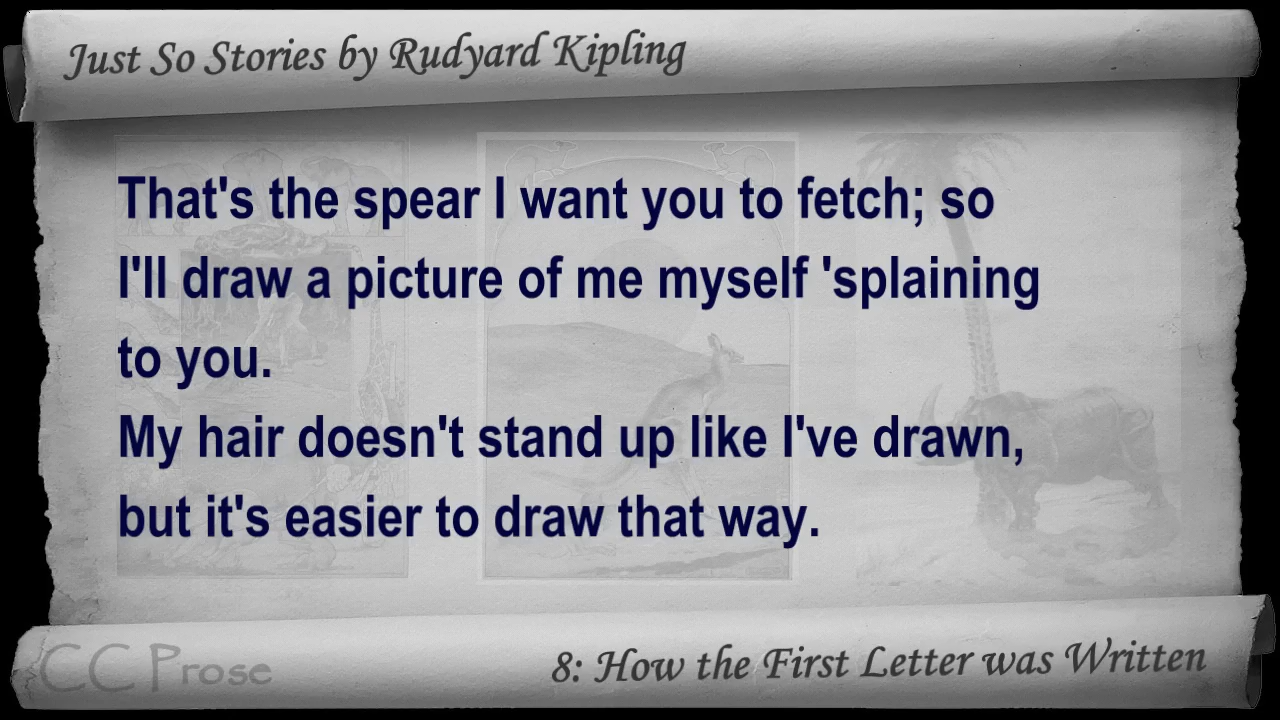 Just So Stories by Rudyard Kipling
That's the spear I want you to fetch; so
I'll draw a picture of me myself 'splaining
to you.
My hair doesn't stand up like I've drawn,
but it's easier to draw that way.
CC Prose
8: How the First Letter was Written